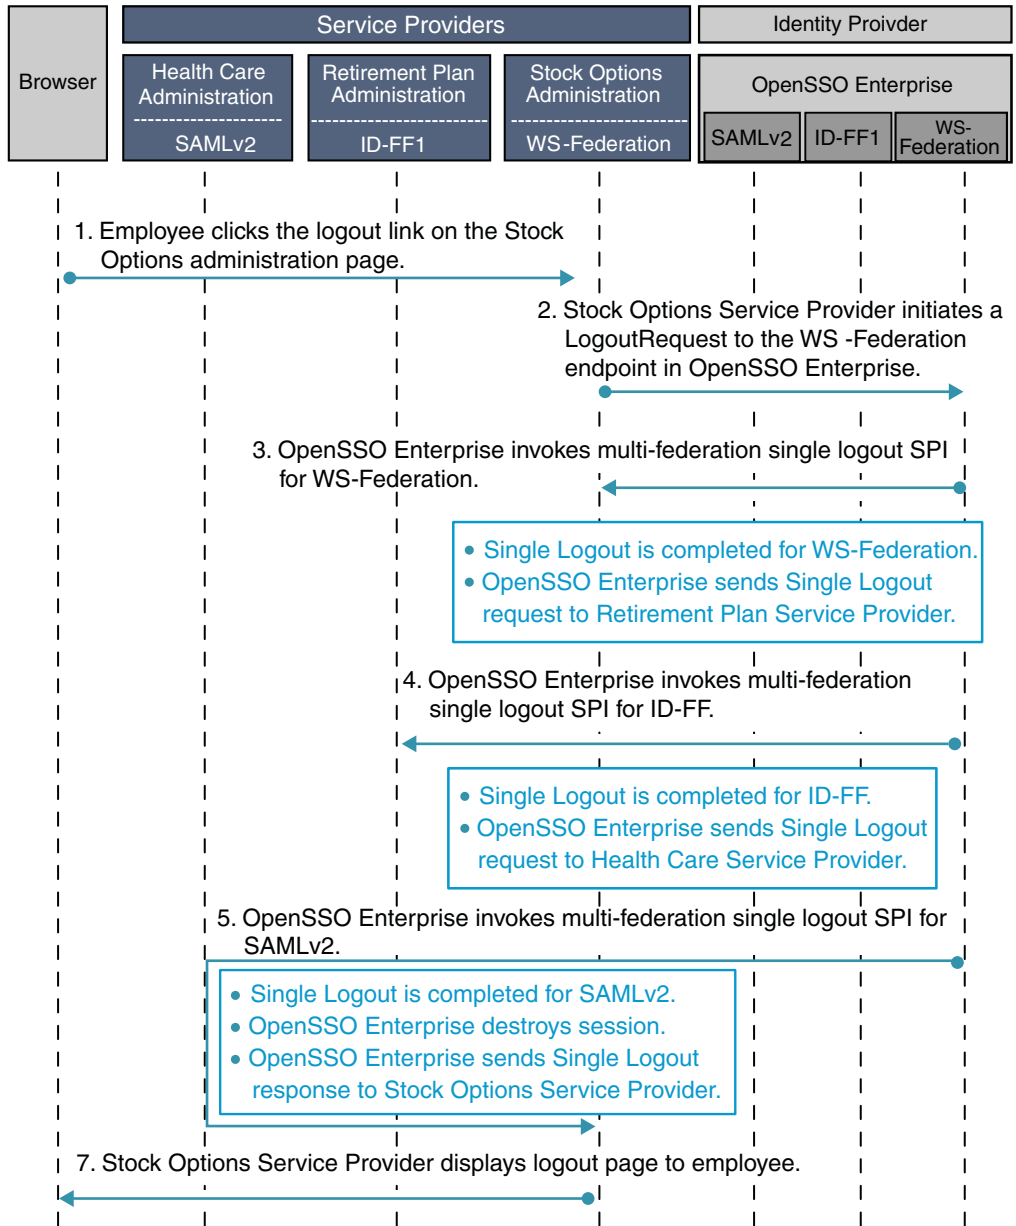 Service Providers
Identity Proivder
Browser
Health Care
Administration
SAMLv2
Retirement Plan
Administration
ID-FF1
Stock Options
Administration
WS-Federation
OpenSSO Enterprise
SAMLv2
ID-FF1
WS-
Federation
1. Employee clicks the logout link on the Stock
Options administration page.
2. Stock Options Service Provider initiates a
LogoutRequest to the WS -Federation
endpoint in OpenSSO Enterprise.
3. OpenSSO Enterprise invokes multi-federation single logout SPI
for WS-Federation.
• Single Logout is completed for WS-Federation.
• OpenSSO Enterprise sends Single Logout
request to Retirement Plan Service Provider.
4. OpenSSO Enterprise invokes multi-federation
single logout SPI for ID-FF.
• Single Logout is completed for ID-FF.
• OpenSSO Enterprise sends Single Logout
request to Health Care Service Provider.
5. OpenSSO Enterprise invokes multi-federation single logout SPI for
SAMLv2.
• Single Logout is completed for SAMLv2.
• OpenSSO Enterprise destroys session.
• OpenSSO Enterprise sends Single Logout
response to Stock Options Service Provider.
7. Stock Options Service Provider displays logout page to employee.